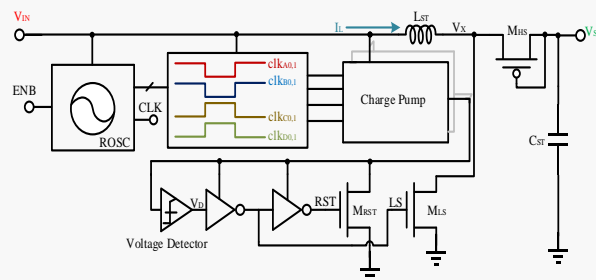 VIN
IL
LST
VX
MHS
VS
ENB
ROSC
CLK
clkA0,1
clkB0,1
clkC0,1
clkD0,1
Charge Pump
CST
VD
RST
MRST
LS
MLS
Voltage Detector